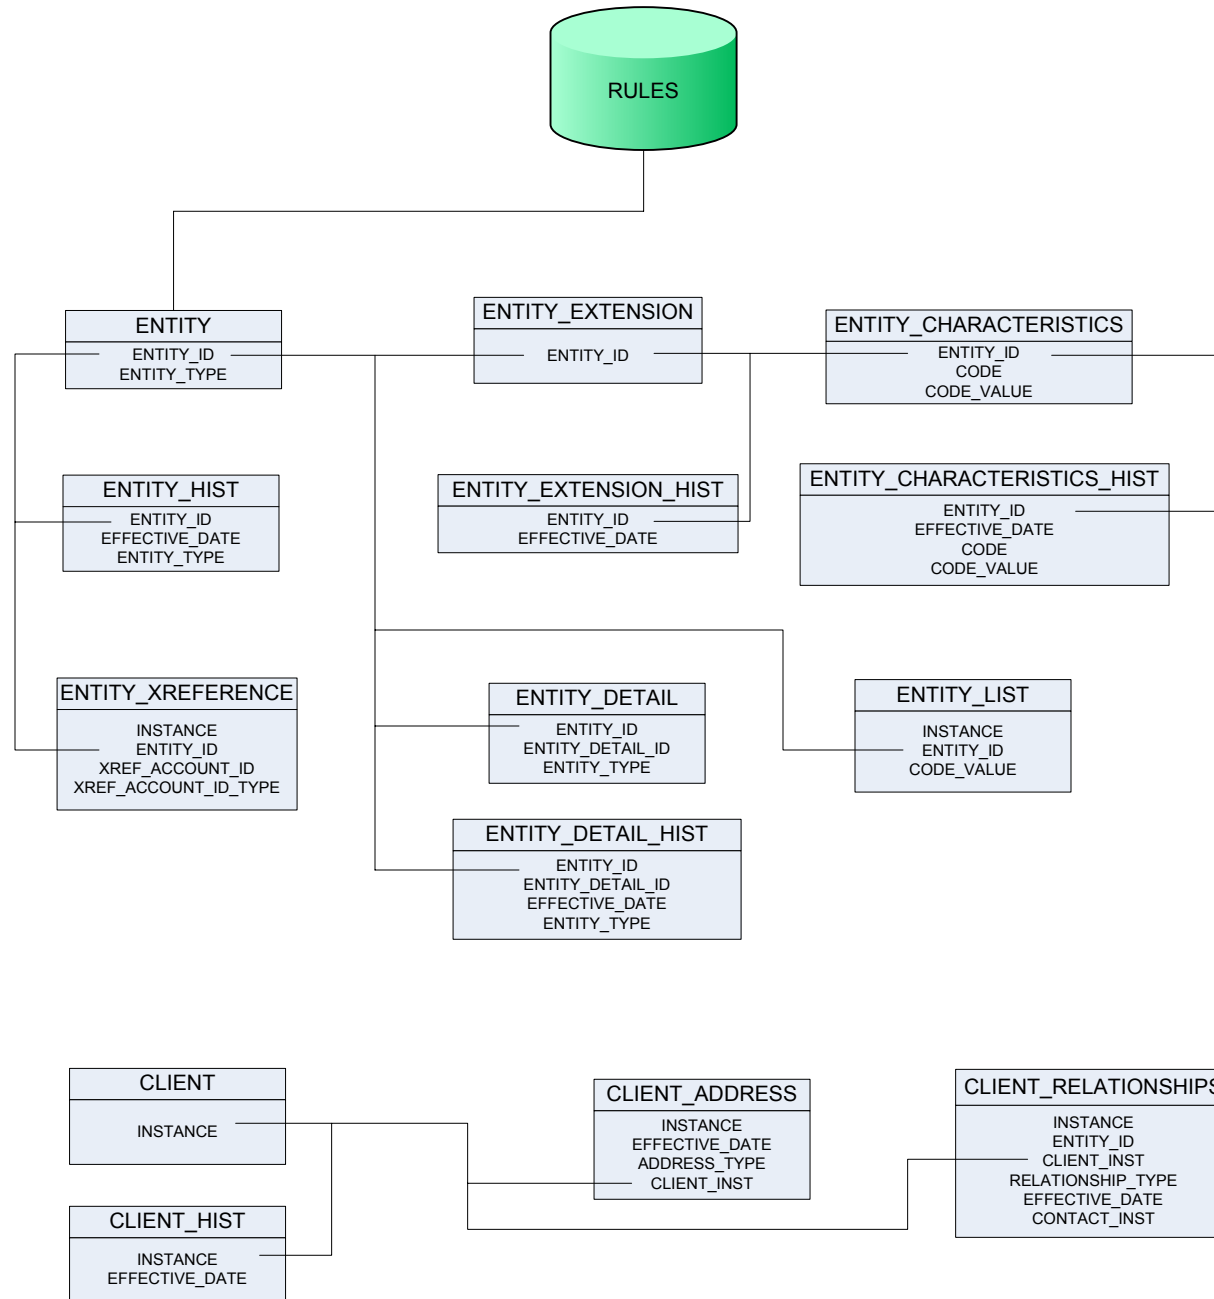 RULES
ENTITY
ENTITY_ID
ENTITY_TYPE
ENTITY_EXTENSION
ENTITY_ID
ENTITY_CHARACTERISTICS
ENTITY_ID
CODE
CODE_VALUE
ENTITY_HIST
ENTITY_ID
EFFECTIVE_DATE
ENTITY_TYPE
ENTITY_EXTENSION_HIST
ENTITY_ID
EFFECTIVE_DATE
ENTITY_CHARACTERISTICS_HIST
ENTITY_ID
EFFECTIVE_DATE
CODE
CODE_VALUE
ENTITY_XREFERENCE
INSTANCE
ENTITY_ID
XREF_ACCOUNT_ID
XREF_ACCOUNT_ID_TYPE
ENTITY_DETAIL
ENTITY_ID
ENTITY_DETAIL_ID
ENTITY_TYPE
ENTITY_LIST
INSTANCE
ENTITY_ID
CODE_VALUE
ENTITY_DETAIL_HIST
ENTITY_ID
ENTITY_DETAIL_ID
EFFECTIVE_DATE
ENTITY_TYPE
CLIENT
INSTANCE
CLIENT_ADDRESS
INSTANCE
EFFECTIVE_DATE
ADDRESS_TYPE
CLIENT_INST
CLIENT_RELATIONSHIPS
INSTANCE
ENTITY_ID
CLIENT_INST
RELATIONSHIP_TYPE
EFFECTIVE_DATE
CONTACT_INST
CLIENT_HIST
INSTANCE
EFFECTIVE_DATE